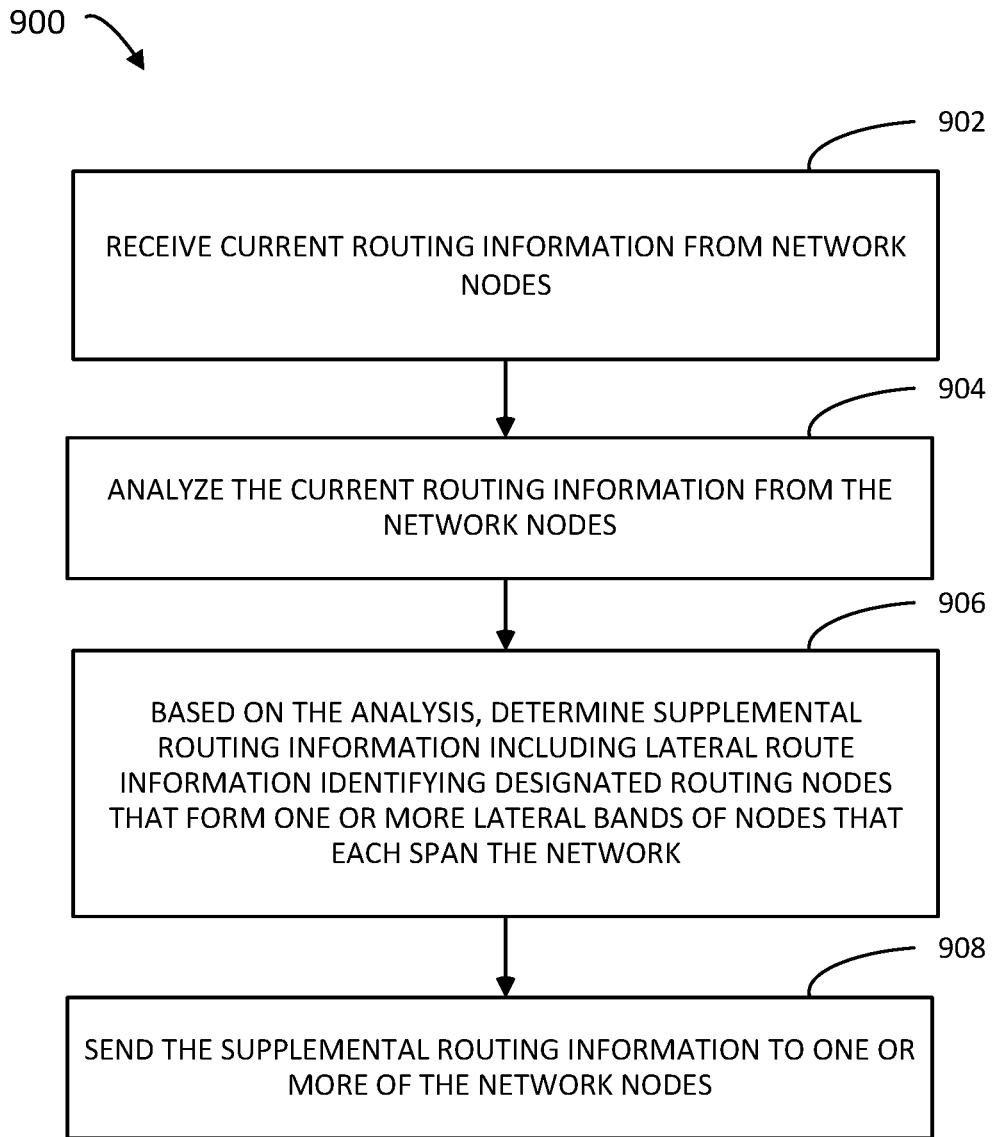 900
902
RECEIVE CURRENT ROUTING INFORMATION FROM NETWORK
NODES
904
ANALYZE THE CURRENT ROUTING INFORMATION FROM THE
NETWORK NODES
906
BASED ON THE ANALYSIS, DETERMINE SUPPLEMENTAL
ROUTING INFORMATION INCLUDING LATERAL ROUTE
INFORMATION IDENTIFYING DESIGNATED ROUTING NODES
THAT FORM ONE OR MORE LATERAL BANDS OF NODES THAT
EACH SPAN THE NETWORK
908
SEND THE SUPPLEMENTAL ROUTING INFORMATION TO ONE OR
MORE OF THE NETWORK NODES